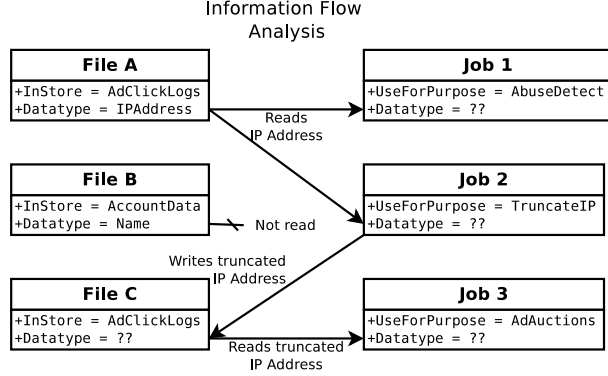 Information Flow
Analysis
File A
+InStore = AdClickLogs
+Datatype = IPAddress
Job 1
+UseForPurpose = AbuseDetect
+Datatype = ??
Reads
IP Address
File B
+InStore = AccountData
+Datatype = Name
Not read
Job 2
+UseForPurpose = TruncateIP
+Datatype = ??
Writes truncated
IP Address
File C
+InStore = AdClickLogs
+Datatype = ??
Reads truncated
IP Address
Job 3
+UseForPurpose = AdAuctions
+Datatype = ??